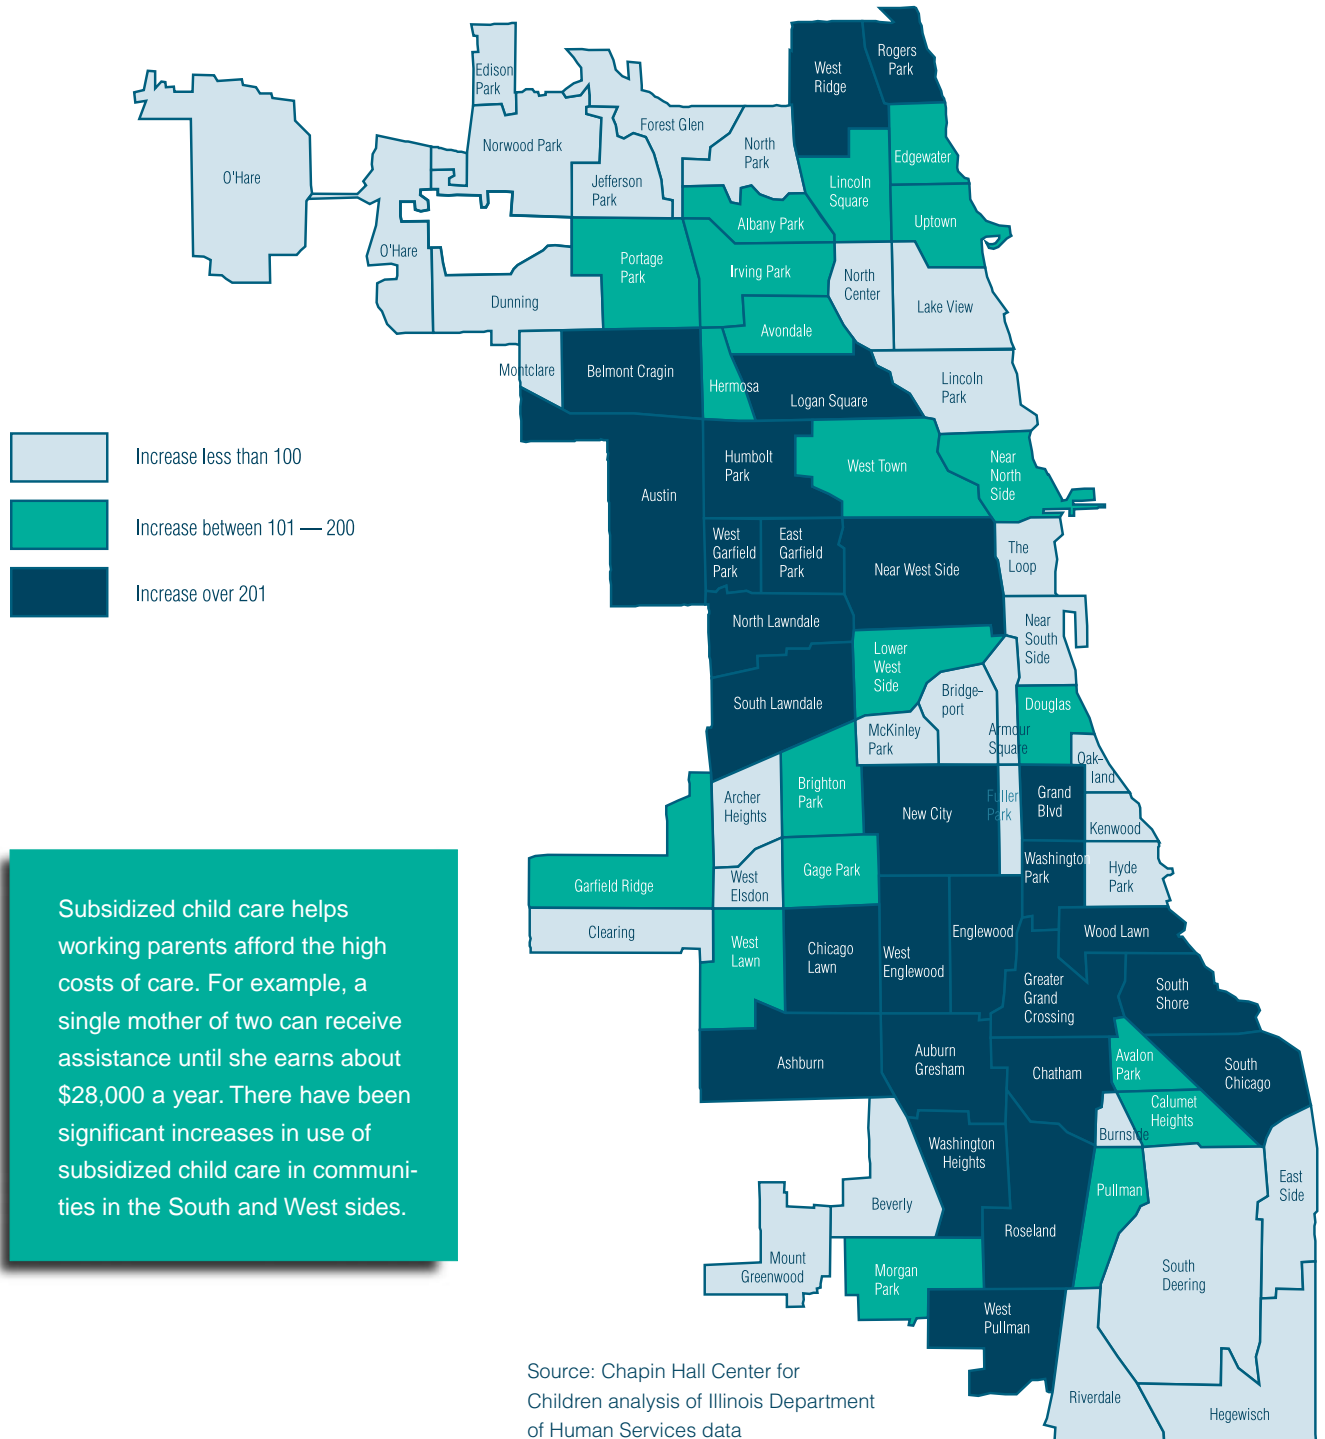 Rogers
Park
West
Ridge
Edison
Park
Forest Glen
Norwood Park
North
Park
Edgewater
O'Hare
Jefferson
Park
Lincoln
Square
Albany Park
Uptown
O'Hare
Portage
Park
Irving Park
North
Center
Dunning
Lake View
Avondale
Montclare
Belmont Cragin
Hermosa
Logan Square
Lincoln
Park
Increase less than 100
Humbolt
Park
West Town
Near
North
Side
Austin
Increase between 101 — 200
West
Garfield
Park
East
Garfield
Park
Near West Side
The
Loop
Increase over 201
North Lawndale
Near
South
Side
Lower
West
Side
South Lawndale
Bridge-
port
Douglas
McKinley
Park
Armour
Square
Oak-
land
Archer
Heights
Brighton
Park
New City
Fuller
Park
Grand
Blvd
Kenwood
Washington
Park
Hyde
Park
Garfield Ridge
West
Elsdon
Gage Park
Clearing
West
Lawn
Chicago
Lawn
West
Englewood
Englewood
Wood Lawn
Greater
Grand
Crossing
South
Shore
Ashburn
Auburn
Gresham
Chatham
Avalon
Park
South
Chicago
Calumet
Heights
Burnside
Washington
Heights
Beverly
Pullman
East
Side
Roseland
Mount
Greenwood
Morgan
Park
South
Deering
West
Pullman
Riverdale
Hegewisch
Subsidized child care helps
working parents afford the high
costs of care. For example, a
single mother of two can receive
assistance until she earns about
$28,000 a year. There have been
significant increases in use of
subsidized child care in communi-
ties in the South and West sides.
Source: Chapin Hall Center for
Children analysis of Illinois Department
of Human Services data